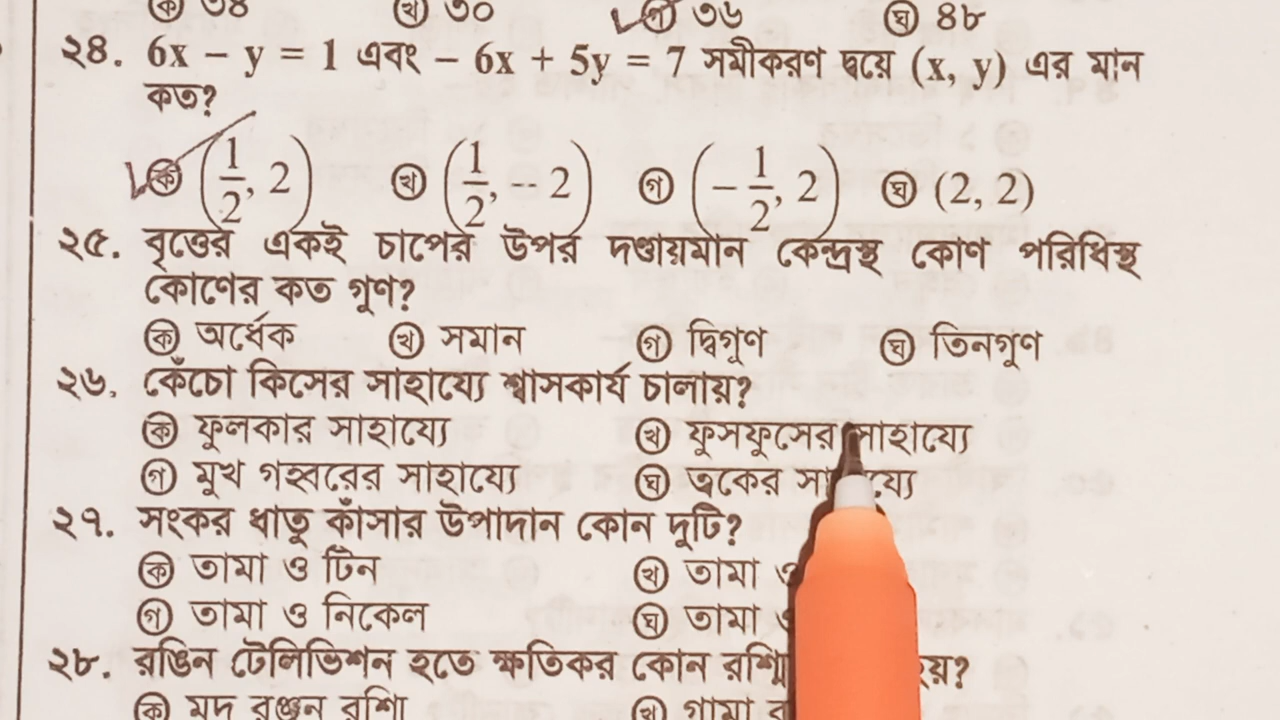 ক ৩৪ খ ৩০ গ ৩৬ ঘ ৪৮
২৪. 6x – y = 1 এবং – 6x + 5y = 7 সমীকরণ দ্বয়ে (x, y) এর মান
কত?
ক (1/2, 2) খ (1/2, – 2) গ (– 1/2, 2) ঘ (2, 2)
২৫. বৃত্তের একই চাপের উপর দণ্ডায়মান কেন্দ্রস্থ কোণ পরিধিস্থ
কোণের কত গুণ?
ক অর্ধেক খ সমান গ দ্বিগুণ ঘ তিনগুণ
২৬. কেঁচো কিসের সাহায্যে শ্বাসকার্য চালায়?
ক ফুলকার সাহায্যে খ ফুসফুসের সাহায্যে
গ মুখ গহ্বরের সাহায্যে ঘ ত্বকের
২৭. সংকর ধাতু কাঁসার উপাদান কোন দুটি?
ক তামা ও টিন খ তামা
গ তামা ও নিকেল ঘ তামা
২৮. রঙিন টেলিভিশন হতে ক্ষতিকর কোন রশ্মি হয়?
ক মৃদু রঞ্জন রশ্মি খ গামা